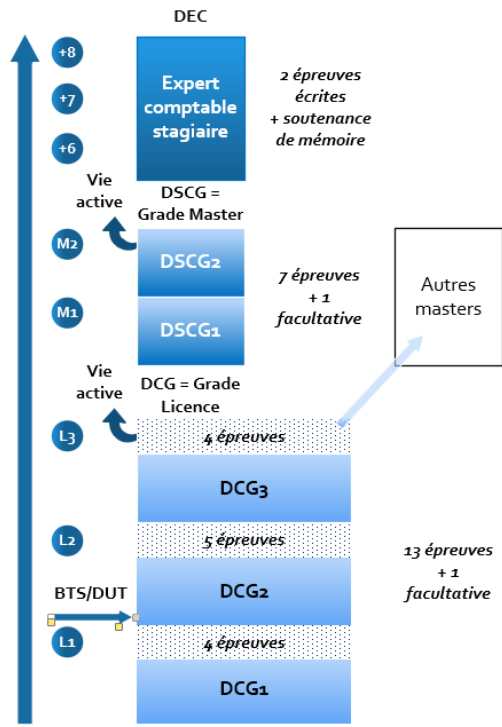 DEC
+8
+7
+6
Expert
comptable
stagiaire
2 épreuves
écrites
+ soutenance
de mémoire
Vie
active
DSCG =
Grade Master
M2
DSCG2
M1
DSCG1
7 épreuves
+ 1
facultative
Autres
masters
Vie
active
DCG = Grade
Licence
L3
4 épreuves
DCG3
L2
5 épreuves
13 épreuves
+ 1
facultative
DCG2
BTS/DUT
L1
4 épreuves
DCG1